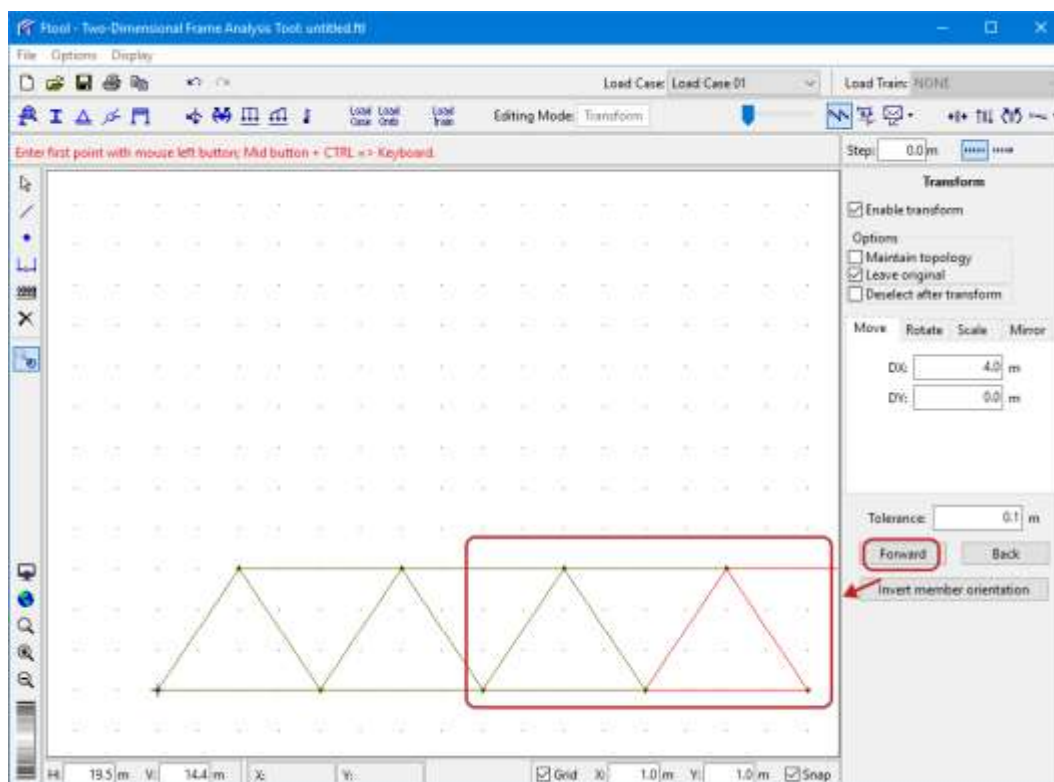 Ftool - Two-Dimensional Frame Analysis Tool: untitled.ftl
File Options Display
Load Case: Load Case 01 Load Train: NONE
Load Case Load Cmb Load Train Editing Mode: Transform
Enter first point with mouse left button; Mid button + CTRL => Keyboard. Step: 0.0 m
Transform
Enable transform
Options
Maintain topology
Leave original
Deselect after transform
Move Rotate Scale Mirror
DX: 4.0 m
DY: 0.0 m
Tolerance: 0.1 m
Forward Back
Invert member orientation
H: 19.5 m V: 14.4 m X: Y: Grid X: 1.0 m Y: 1.0 m Snap